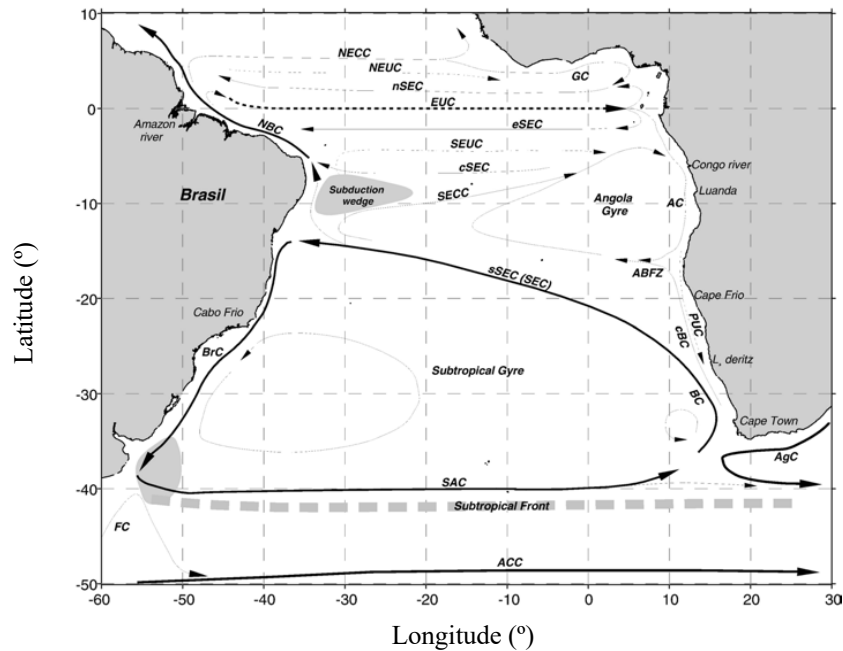 10
0
-10
-20
-30
-40
-50
-60
-50
-40
-30
-20
-10
0
10
20
30
Latitude (º)
Longitude (º)
NECC
NEUC
GC
nSEC
EUC
Amazon
river
NBC
eSEC
SEUC
cSEC
Congo river
Brasil
Subduction
wedge
SECC
Angola
Gyre
AC
Luanda
ABFZ
sSEC (SEC)
Cape Frio
Cabo Frio
PUC
cBC
BrC
L, deritz
Subtropical Gyre
BC
Cape Town
AgC
SAC
Subtropical Front
FC
ACC